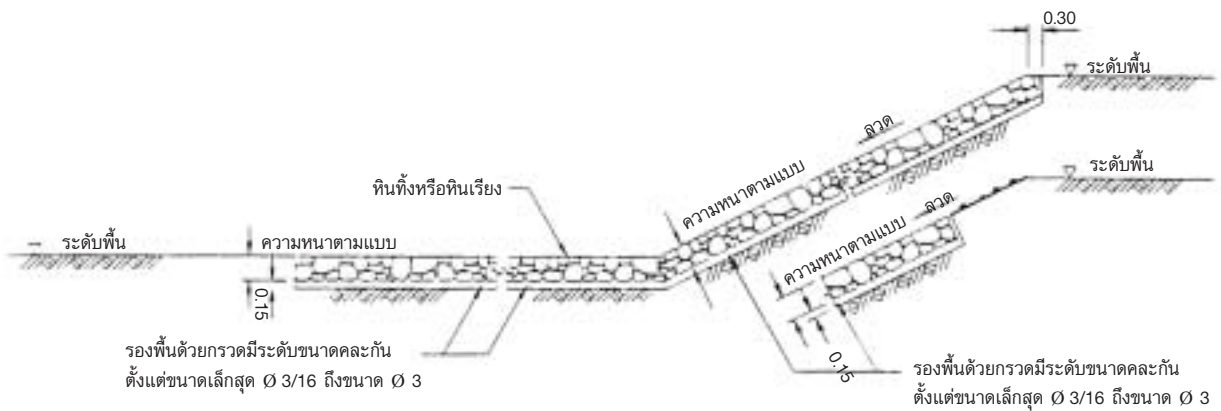 0.30
ระดับพื้น
ลวด
ระดับพื้น
หินทิ้งหรือหินเรียง
ความหนาตามแบบ
ลวด
ความหนาตามแบบ
ระดับพื้น
ความหนาตามแบบ
0.15
0.15
รองพื้นด้วยกรวดมีระดับขนาดคละกัน
ตั้งแต่ขนาดเล็กสุด Ø 3/16 ถึงขนาด Ø 3
รองพื้นด้วยกรวดมีระดับขนาดคละกัน
ตั้งแต่ขนาดเล็กสุด Ø 3/16 ถึงขนาด Ø 3